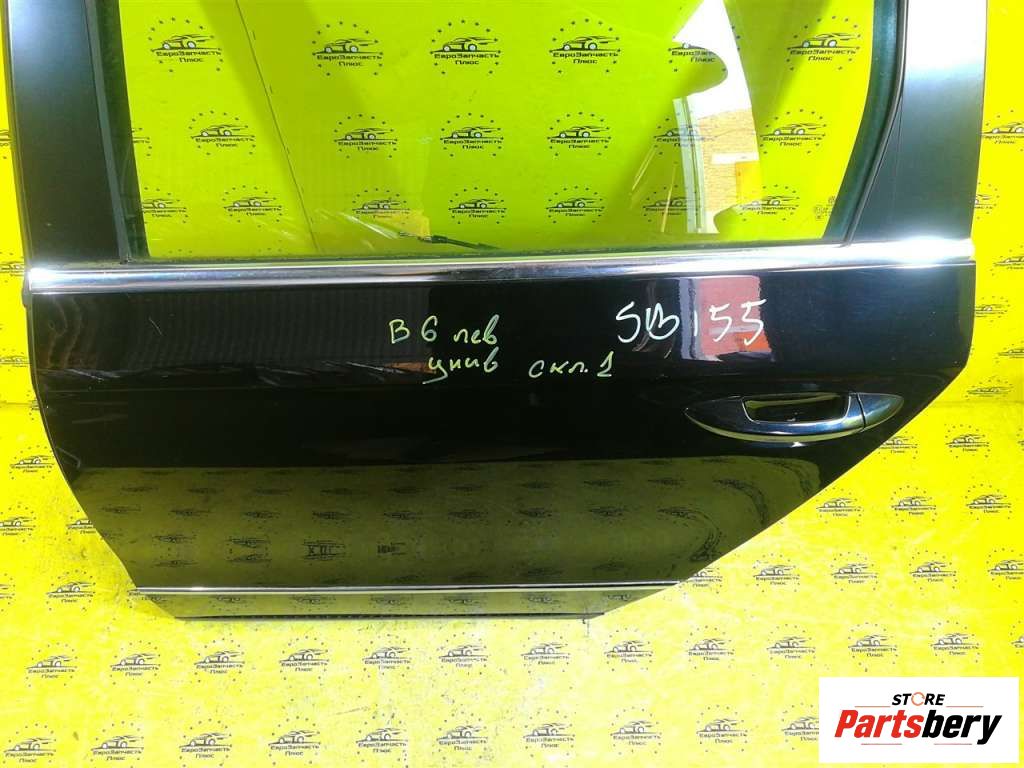 ЕвроЗапчасть
Плюс
В6 лев
унив скл.1
SB155
STORE
Partsbery